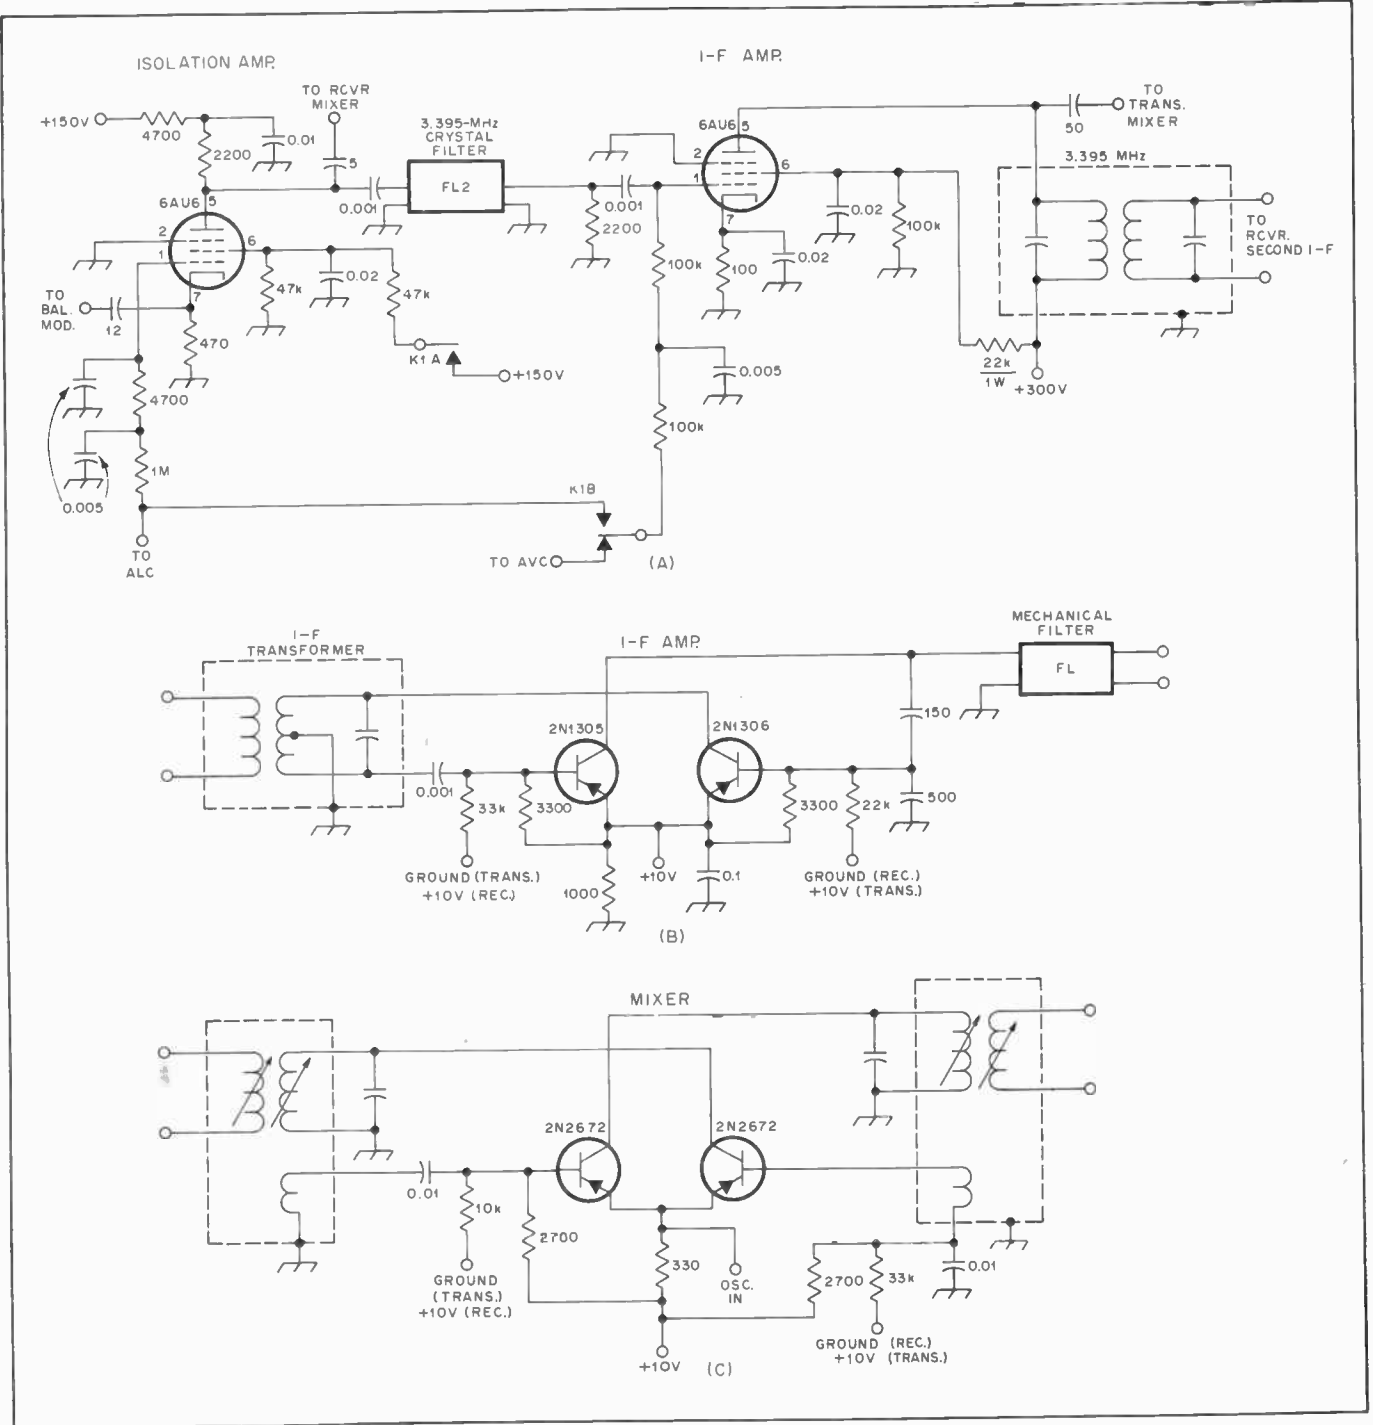 ISOLATION AMP.
I-F AMP.
+150V
4700
2200
0.01
TO RCVR
MIXER
5
0.001
3.395-MHz
CRYSTAL
FILTER
FL2
6AU6
5
2
1
6
7
TO
BAL.
MOD.
12
470
47k
0.02
47k
K1A
+150V
4700
1M
0.005
TO
ALC
2200
0.001
100k
6AU6
5
2
1
6
7
100
0.02
0.02
100k
50
TO
TRANS.
MIXER
3.395 MHz
TO
RCVR.
SECOND I-F
22k
1W
+300V
0.005
100k
K1B
TO AVC
(A)
I-F
TRANSFORMER
I-F AMP.
MECHANICAL
FILTER
FL
2N1305
2N1306
150
500
0.001
33k
3300
3300
22k
GROUND (TRANS.)
+10V (REC.)
1000
+10V
0.1
GROUND (REC.)
+10V (TRANS.)
(B)
MIXER
2N2672
2N2672
0.01
10k
2700
330
OSC.
IN
2700
33k
0.01
GROUND
(TRANS.)
+10V (REC.)
GROUND (REC.)
+10V (TRANS.)
+10V
(C)